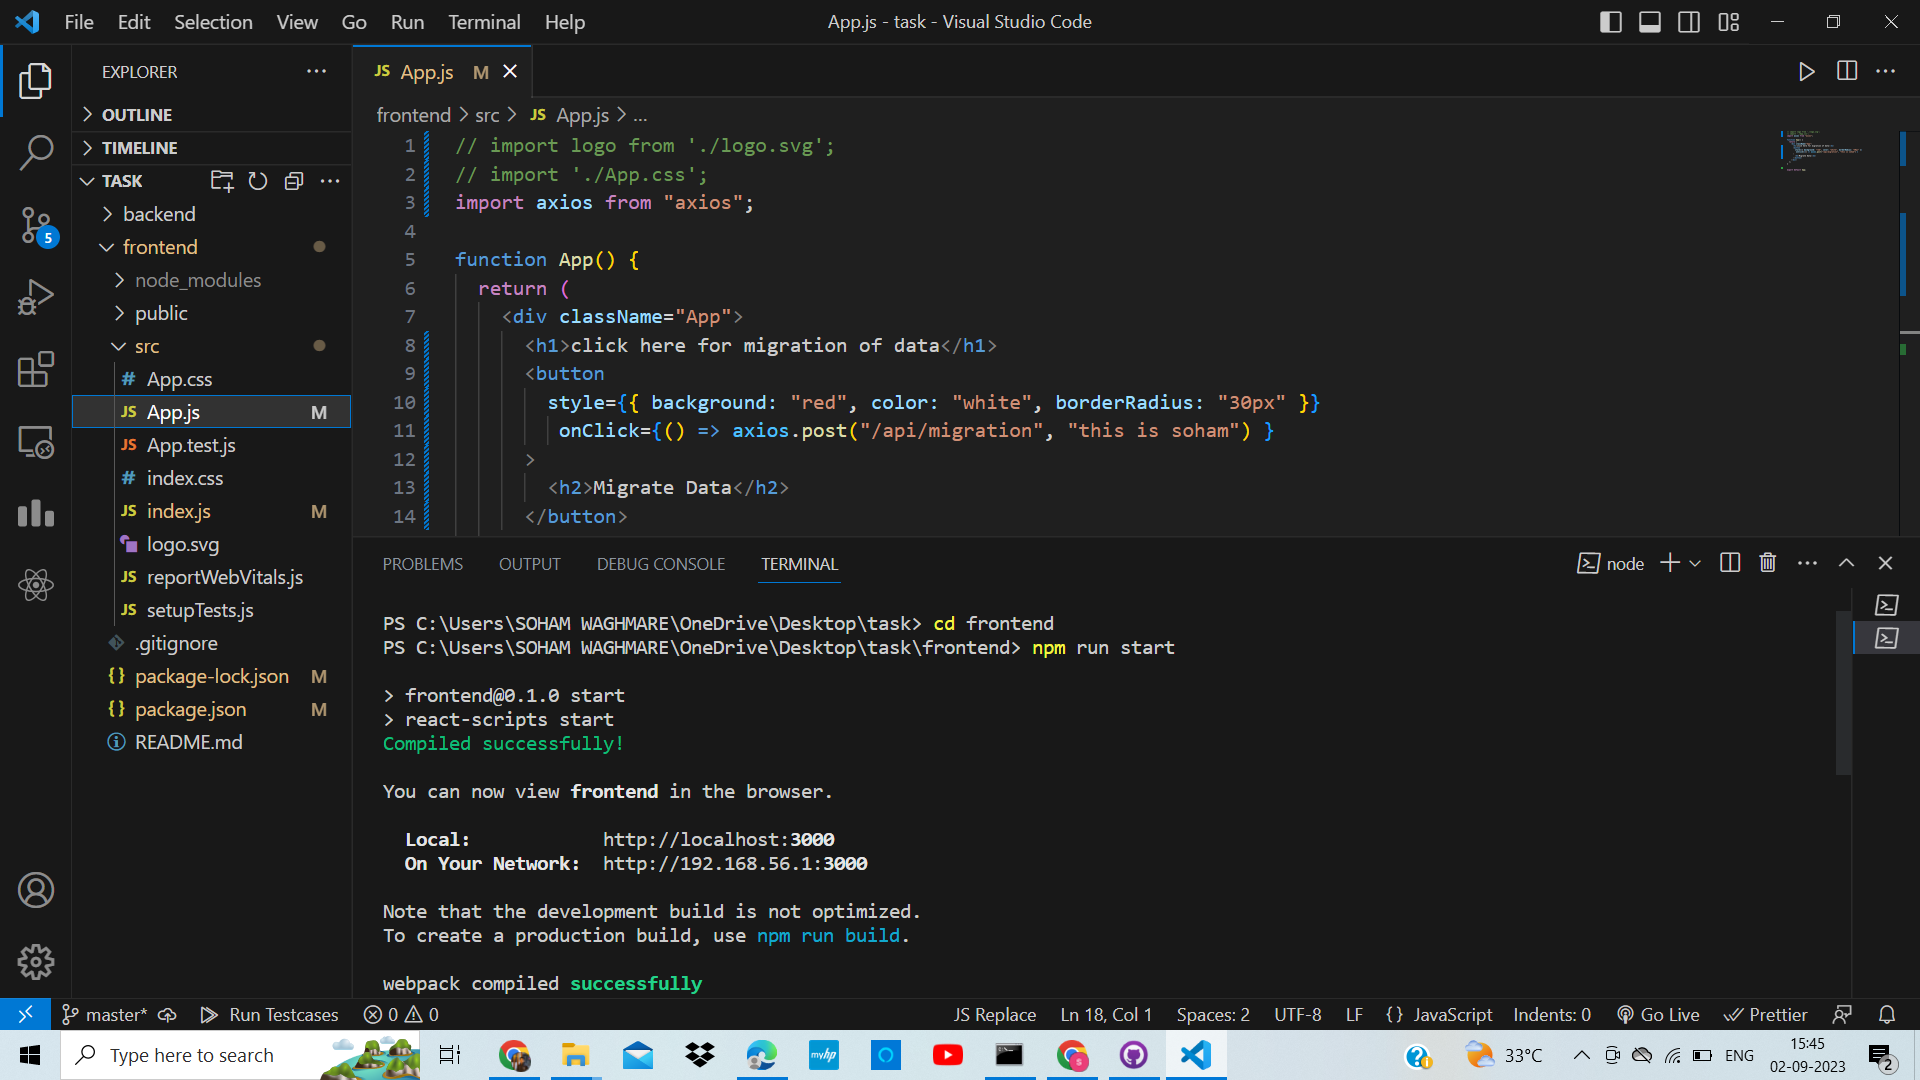 File Edit Selection View Go Run Terminal Help
App.js - task - Visual Studio Code
EXPLORER
OUTLINE
TIMELINE
TASK
backend
frontend
node_modules
public
src
# App.css
JS App.js M
JS App.test.js
# index.css
JS index.js M
logo.svg
JS reportWebVitals.js
JS setupTests.js
.gitignore
{} package-lock.json M
{} package.json M
README.md
5
JS App.js M
frontend > src > JS App.js > ...
1 // import logo from './logo.svg';
2 // import './App.css';
3 import axios from "axios";
4
5 function App() {
6 return (
7 <div className="App">
8 <h1>click here for migration of data</h1>
9 <button
10 style={{ background: "red", color: "white", borderRadius: "30px" }}
11 onClick={() => axios.post("/api/migration", "this is soham") }
12 >
13 <h2>Migrate Data</h2>
14 </button>
PROBLEMS OUTPUT DEBUG CONSOLE TERMINAL
node
PS C:\Users\SOHAM WAGHMARE\OneDrive\Desktop\task> cd frontend
PS C:\Users\SOHAM WAGHMARE\OneDrive\Desktop\task\frontend> npm run start
> frontend@0.1.0 start
> react-scripts start
Compiled successfully!
You can now view frontend in the browser.
Local: http://localhost:3000
On Your Network: http://192.168.56.1:3000
Note that the development build is not optimized.
To create a production build, use npm run build.
webpack compiled successfully
master* Run Testcases 0 0 JS Replace Ln 18, Col 1 Spaces: 2 UTF-8 LF {} JavaScript Indents: 0 Go Live Prettier
Type here to search
myhp
33°C
ENG
15:45
02-09-2023
2